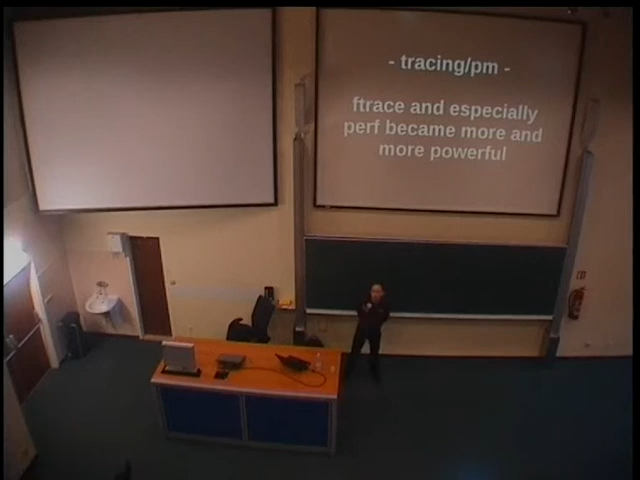 - tracing/pm -
ftrace and especially
perf became more and
more powerful